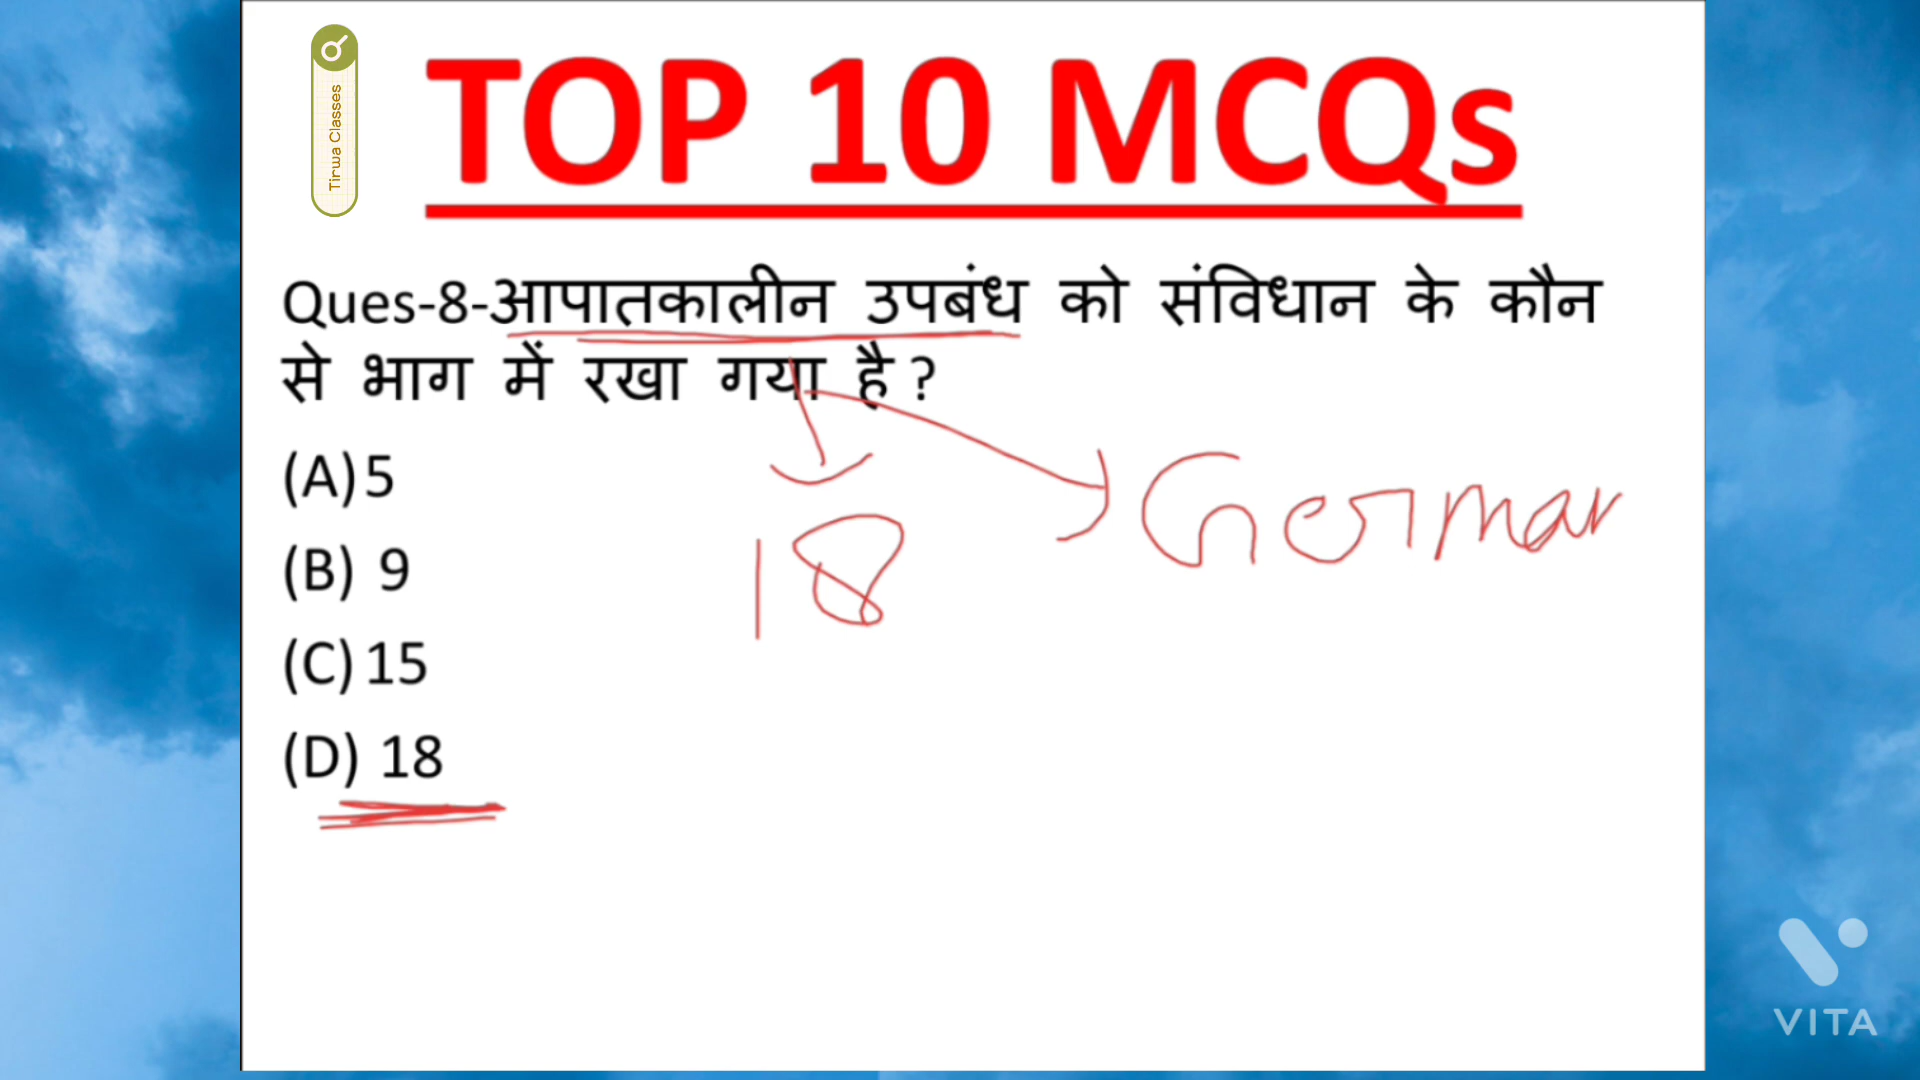 Tirwa Classes
TOP 10 MCQs
Ques-8-आपातकालीन उपबंध को संविधान के कौन
से भाग में रखा गया है ?
(A) 5
(B) 9
(C) 15
(D) 18
18
German
VITA